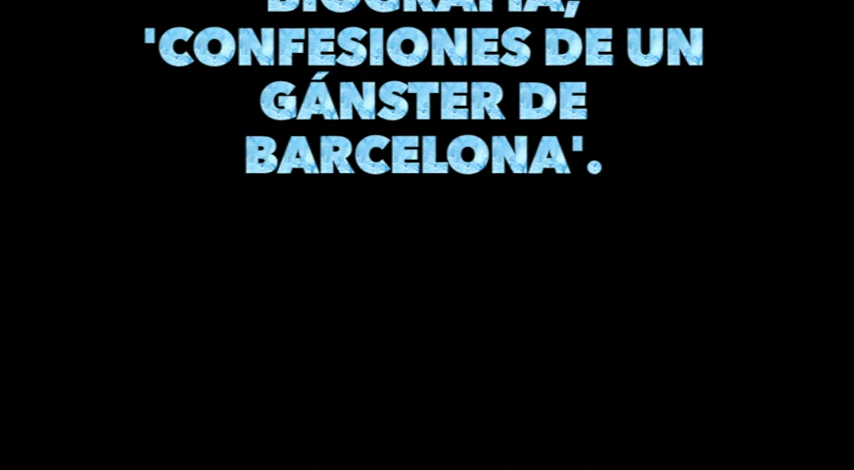 BIOGRAFÍA,
'CONFESIONES DE UN
GÁNSTER DE
BARCELONA'.